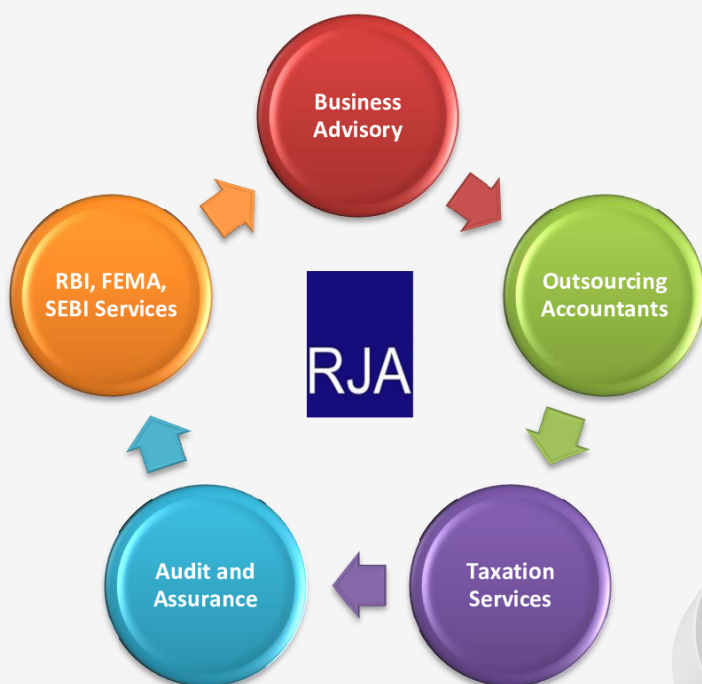 Business
Advisory
Outsourcing
Accountants
Taxation
Services
Audit and
Assurance
RBI, FEMA,
SEBI Services
RJA